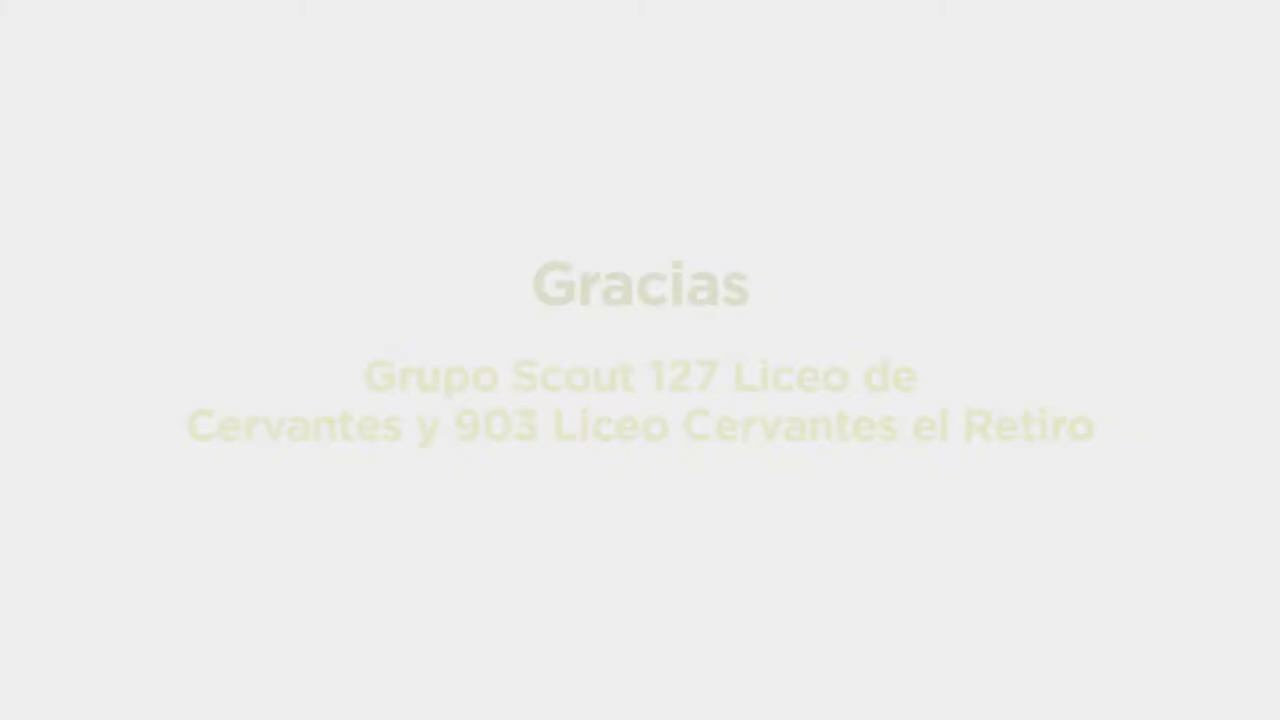 Gracias
Grupo Scout 127 Liceo de
Cervantes y 903 Liceo Cervantes el Retiro